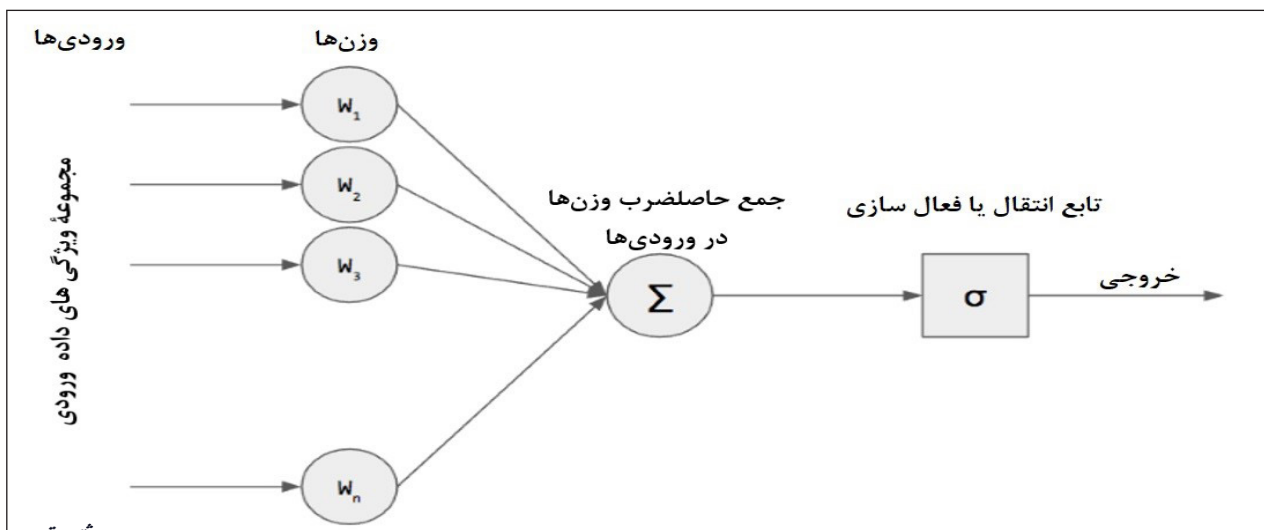 ورودی‌ها
وزن‌ها
مجموعهٔ ویژگی های داده ورودی
W₁
W₂
W₃
Wₙ
جمع حاصلضرب وزن‌ها
در ورودی‌ها
Σ
تابع انتقال یا فعال سازی
σ
خروجی